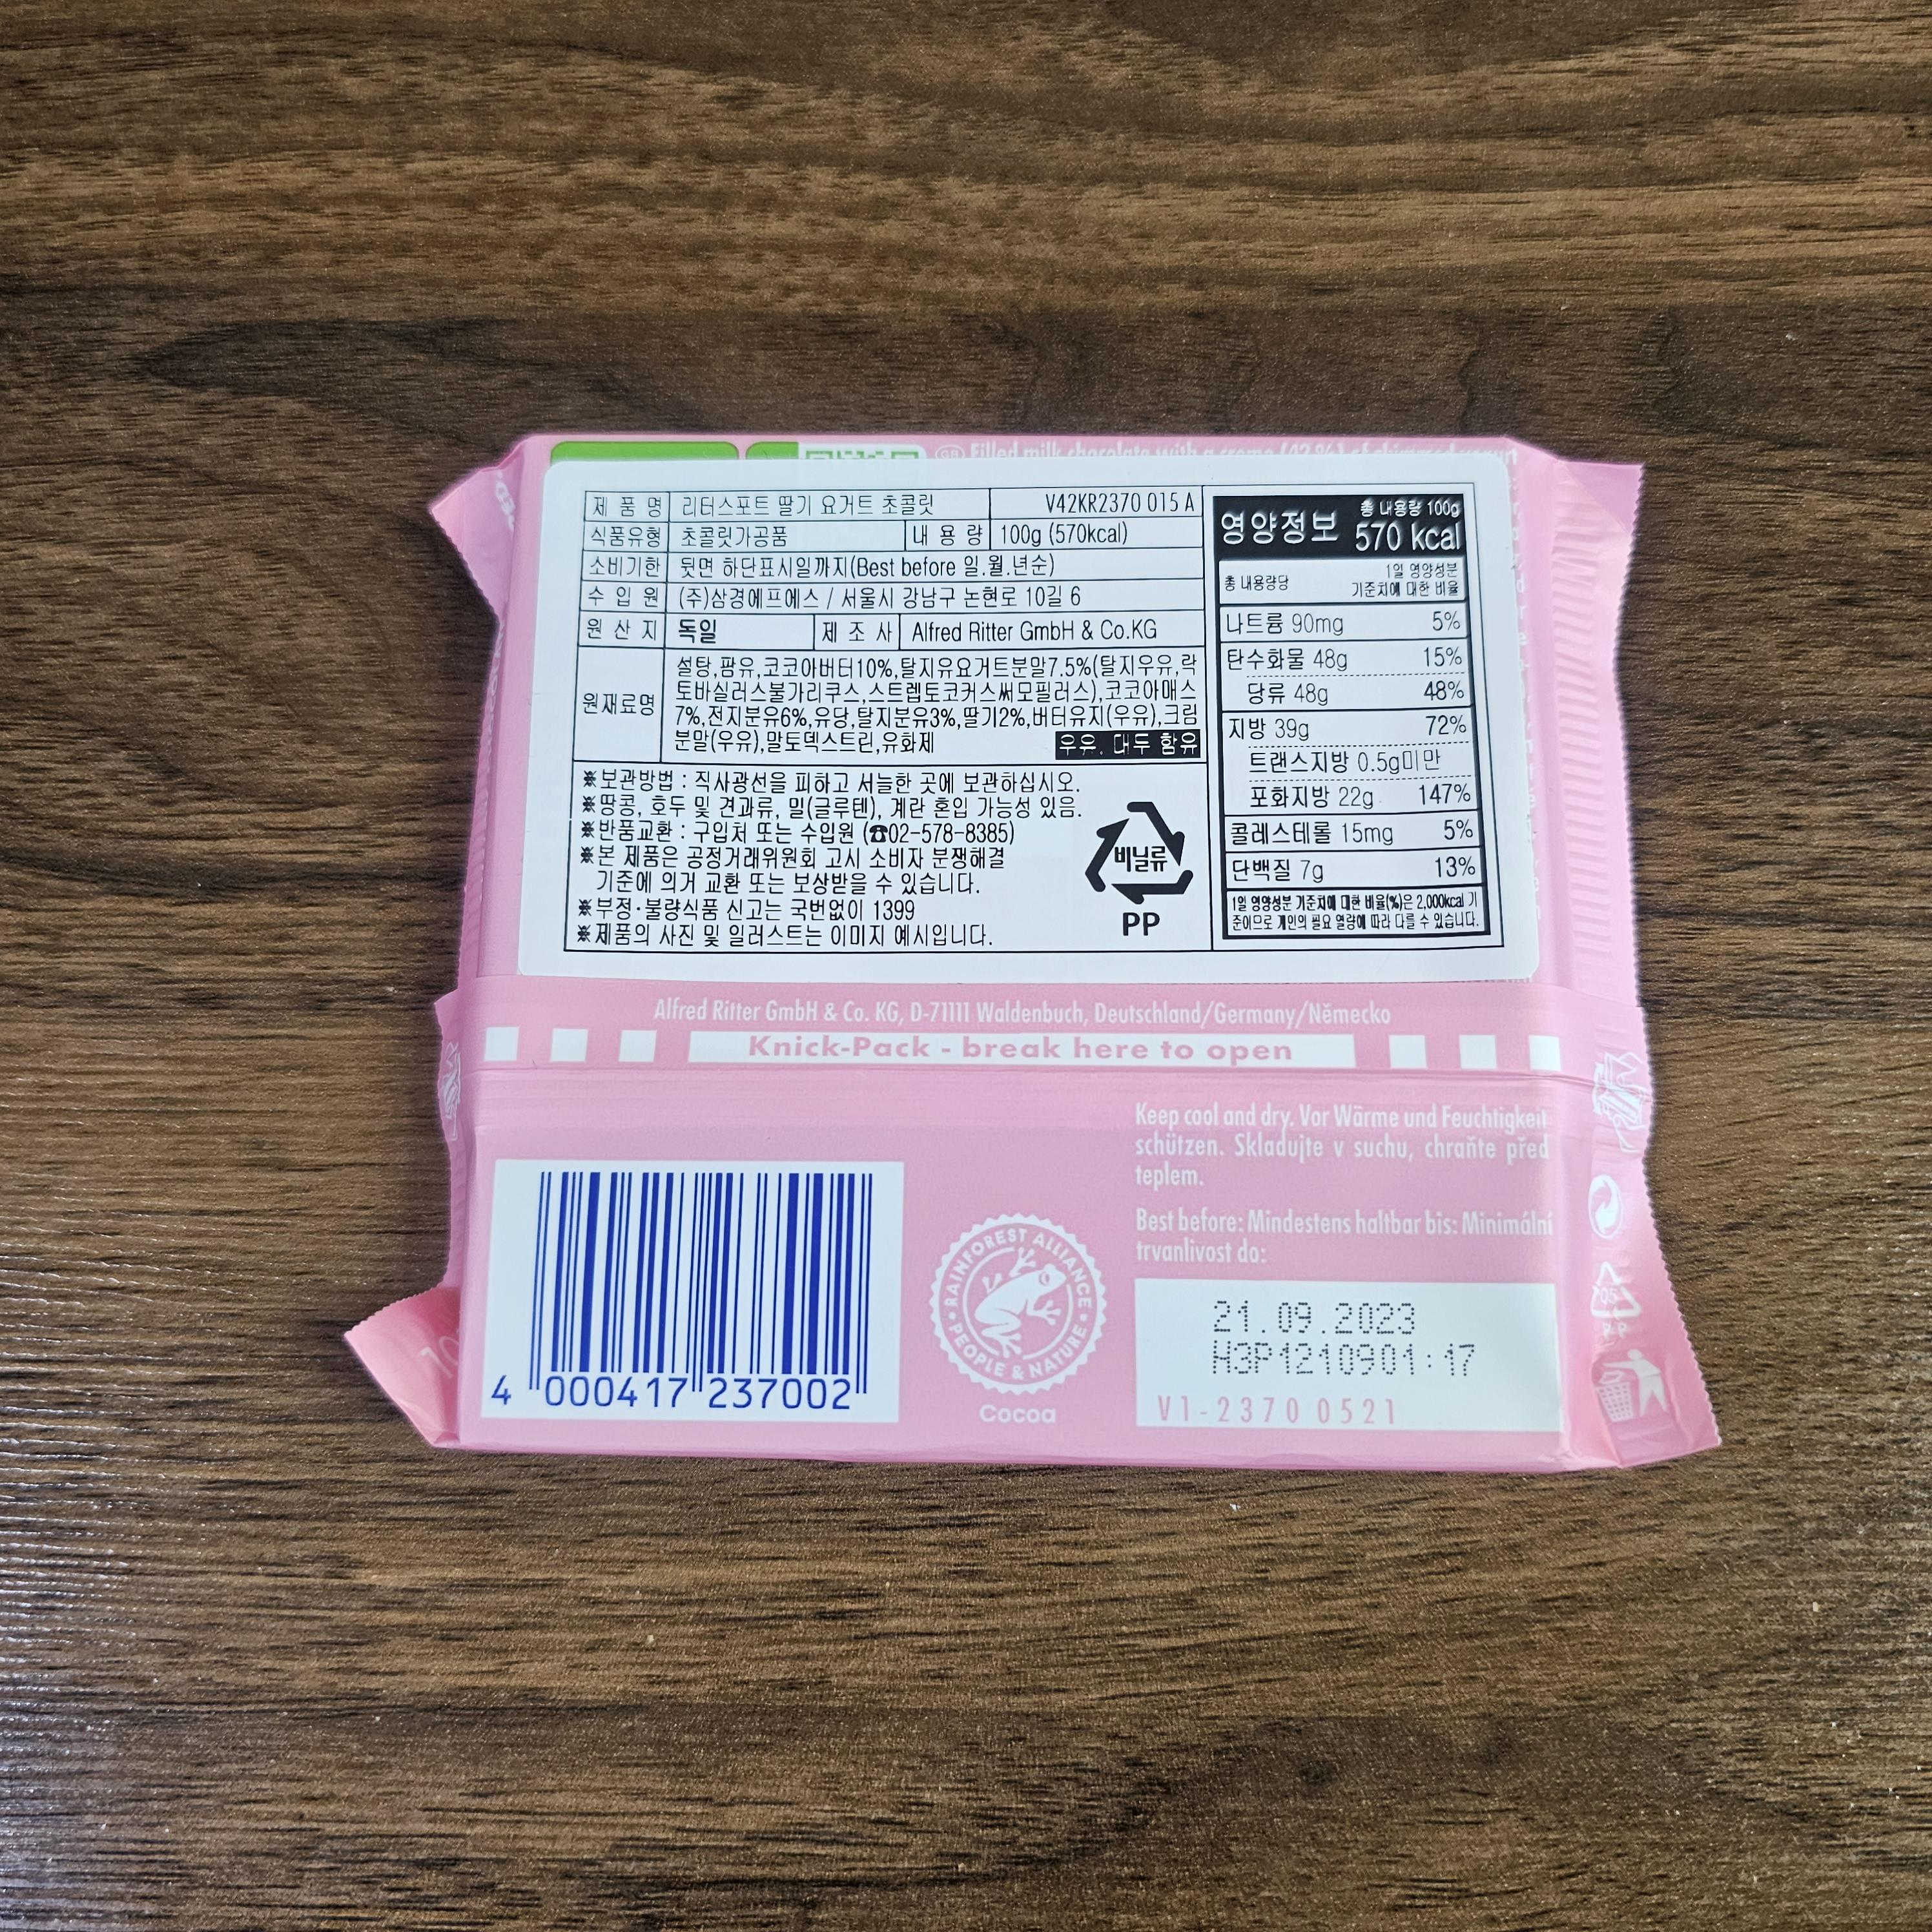 Filled milk chocolate with a creme (42 %) of skimmed
제 품 명 리터스포트 딸기 요거트 초콜릿 V42KR2370 015 A
식품유형 초콜릿가공품 내 용 량 100g (570kcal)
소비기한 뒷면 하단표시일까지(Best before 일.월.년순)
수 입 원 (주)삼경에프에스 / 서울시 강남구 논현로 10길 6
원 산 지 독일 제 조 사 Alfred Ritter GmbH & Co.KG
원재료명
설탕,팜유,코코아버터10%,탈지유요거트분말7.5%(탈지우유,락
토바실러스불가리쿠스,스트렙토코커스써모필러스),코코아매스
7%,전지분유6%,유당,탈지분유3%,딸기2%,버터유지(우유),크림
분말(우유),말토덱스트린,유화제 우유, 대두 함유
※보관방법 : 직사광선을 피하고 서늘한 곳에 보관하십시오.
※땅콩, 호두 및 견과류, 밀(글루텐), 계란 혼입 가능성 있음.
※반품교환 : 구입처 또는 수입원 (☎02-578-8385)
※본 제품은 공정거래위원회 고시 소비자 분쟁해결
기준에 의거 교환 또는 보상받을 수 있습니다.
※부정·불량식품 신고는 국번없이 1399
※제품의 사진 및 일러스트는 이미지 예시입니다.
비닐류
PP
영양정보 총 내용량 100g
570 kcal
총 내용량당 1일 영양성분
기준치에 대한 비율
나트륨 90mg 5%
탄수화물 48g 15%
당류 48g 48%
지방 39g 72%
트랜스지방 0.5g미만
포화지방 22g 147%
콜레스테롤 15mg 5%
단백질 7g 13%
1일 영양성분 기준치에 대한 비율(%)은 2,000kcal 기
준이므로 개인의 필요 열량에 따라 다를 수 있습니다.
Alfred Ritter GmbH & Co. KG, D-71111 Waldenbuch, Deutschland/Germany/Německo
Knick-Pack - break here to open
Keep cool and dry. Vor Wärme und Feuchtigkeit
schützen. Skladujte v suchu, chraňte před
teplem.
Best before: Mindestens haltbar bis: Minimální
trvanlivost do:
21.09.2023
H3P1210901:17
V1-2370 0521
4 000417 237002
RAINFOREST ALLIANCE
PEOPLE & NATURE
Cocoa